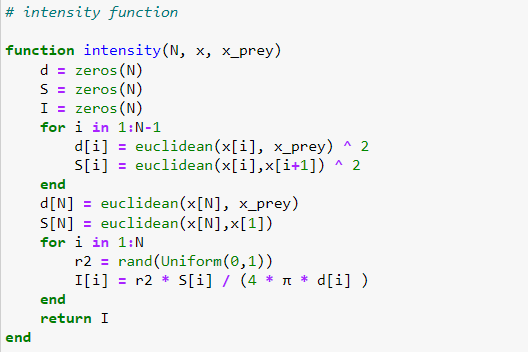 # intensity function
function intensity(N, x, x_prey)
    d = zeros(N)
    S = zeros(N)
    I = zeros(N)
    for i in 1:N-1
        d[i] = euclidean(x[i], x_prey) ^ 2
        S[i] = euclidean(x[i],x[i+1]) ^ 2
    end
    d[N] = euclidean(x[N], x_prey)
    S[N] = euclidean(x[N],x[1])
    for i in 1:N
        r2 = rand(Uniform(0,1))
        I[i] = r2 * S[i] / (4 * π * d[i] )
    end
    return I
end